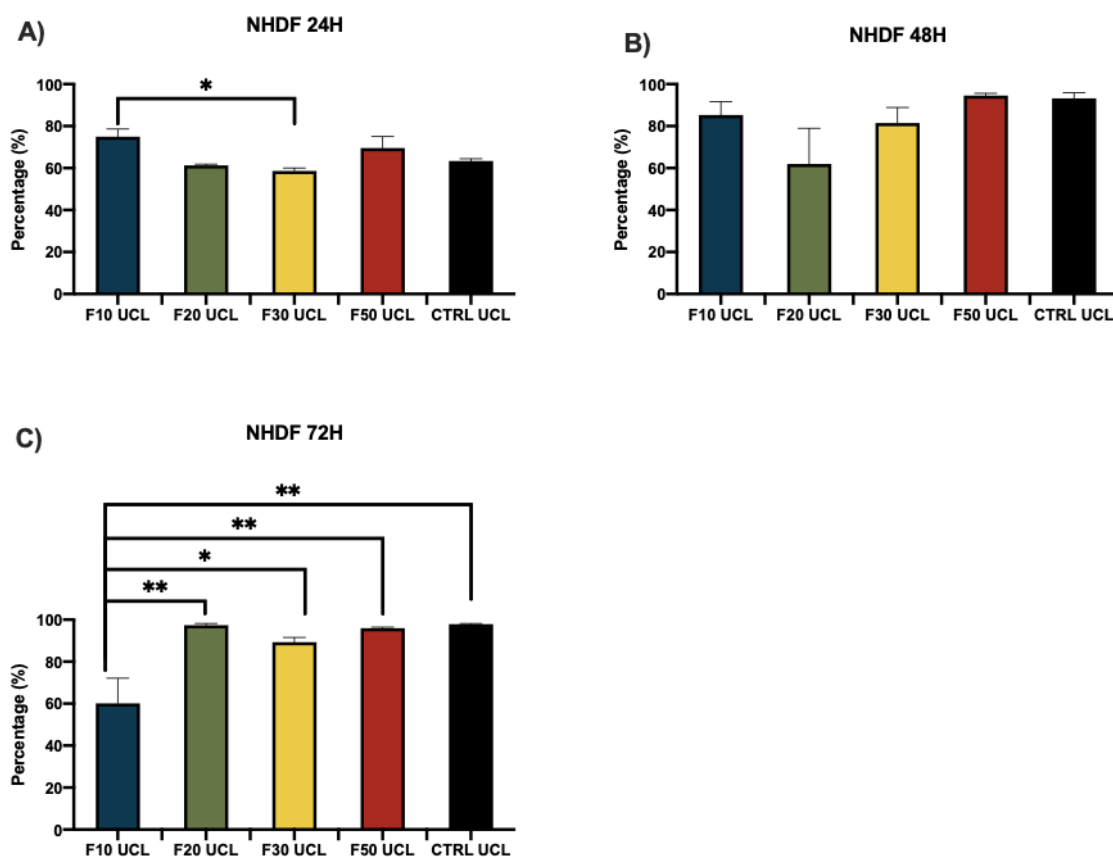 A)
NHDF 24H
*
Percentage (%)
100
80
60
40
20
0
F10 UCL F20 UCL F30 UCL F50 UCL CTRL UCL
B)
NHDF 48H
Percentage (%)
100
80
60
40
20
0
F10 UCL F20 UCL F30 UCL F50 UCL CTRL UCL
C)
NHDF 72H
**
**
*
**
Percentage (%)
100
80
60
40
20
0
F10 UCL F20 UCL F30 UCL F50 UCL CTRL UCL